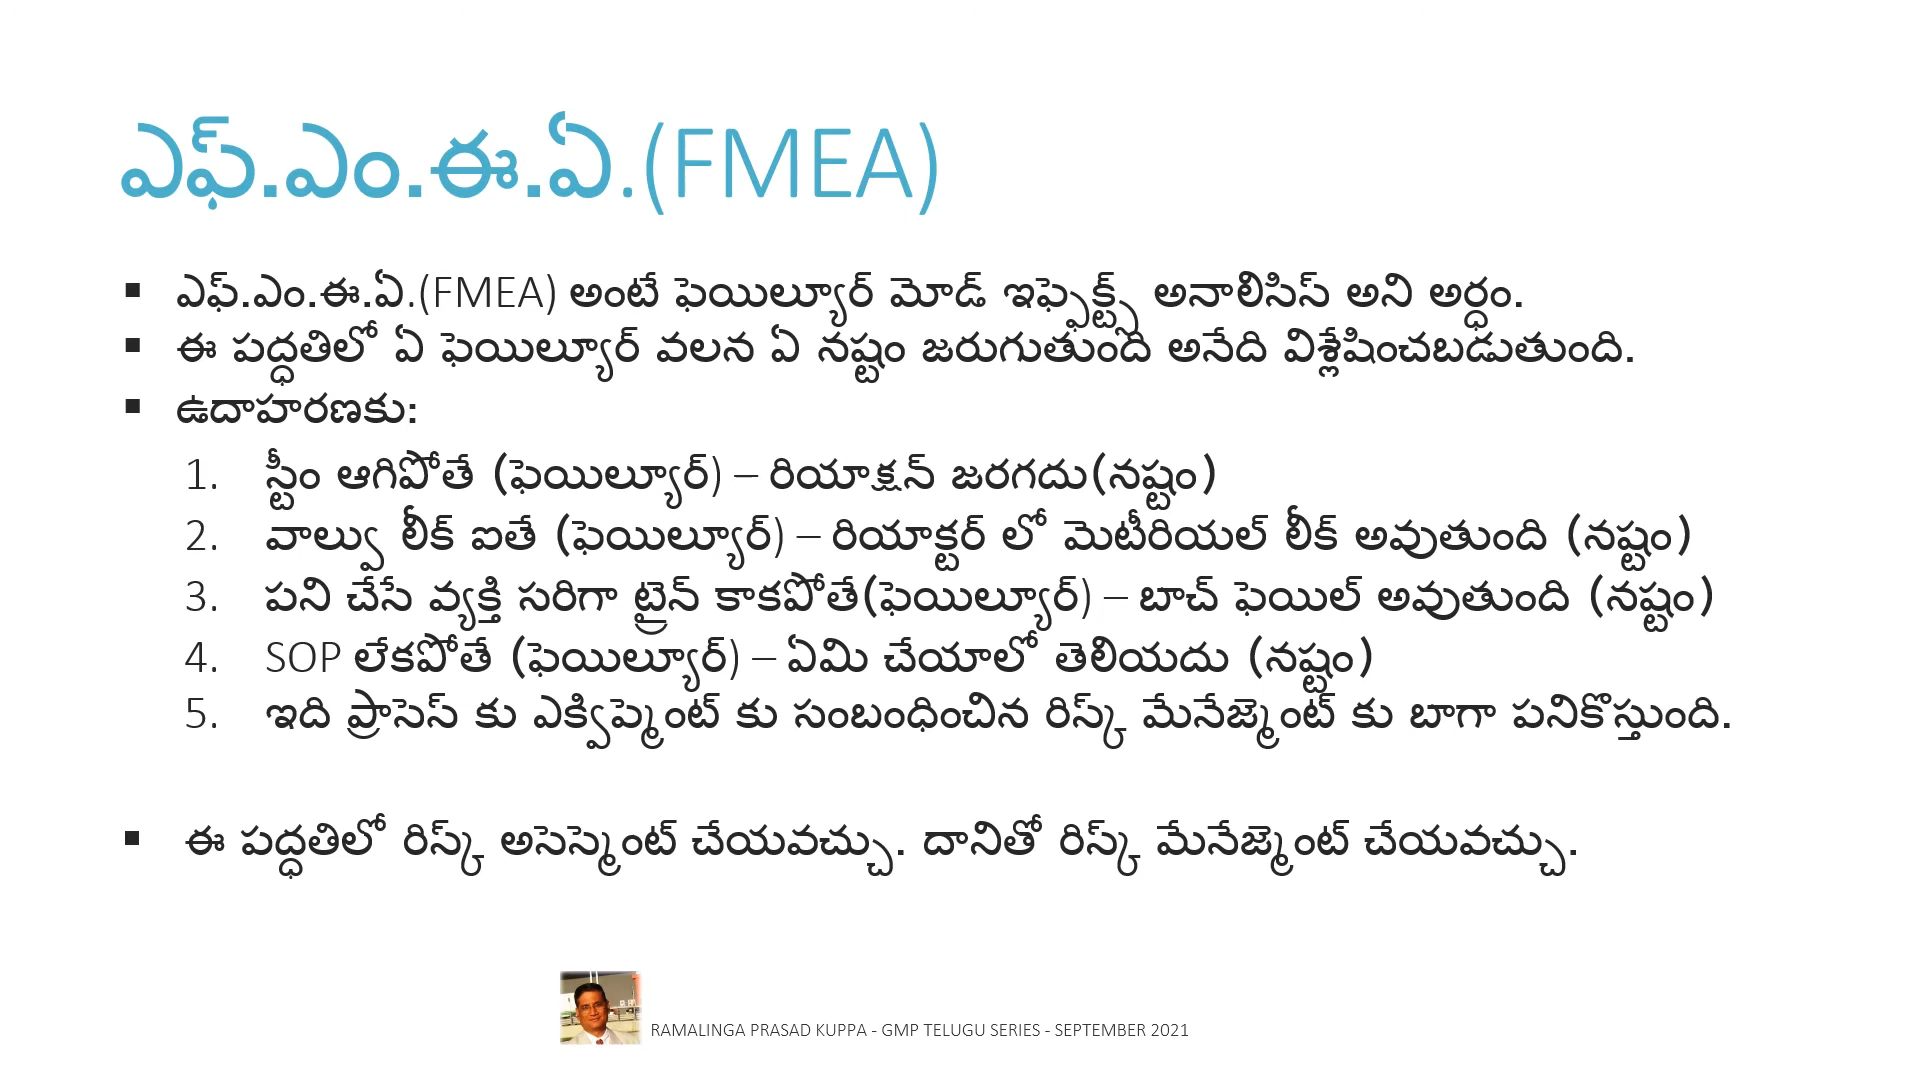 ఎఫ్.ఎం.ఈ.ఏ.(FMEA)
▪ ఎఫ్.ఎం.ఈ.ఏ.(FMEA) అంటే ఫెయిల్యూర్ మోడ్ ఇఫ్ఫెక్ట్స్ అనాలిసిస్ అని అర్ధం.
▪ ఈ పద్ధతిలో ఏ ఫెయిల్యూర్ వలన ఏ నష్టం జరుగుతుంది అనేది విశ్లేషించబడుతుంది.
▪ ఉదాహరణకు:
1. స్టీం ఆగిపోతే (ఫెయిల్యూర్) – రియాక్షన్ జరగదు(నష్టం)
2. వాల్వు లీక్ ఐతే (ఫెయిల్యూర్) – రియాక్టర్ లో మెటీరియల్ లీక్ అవుతుంది (నష్టం)
3. పని చేసే వ్యక్తి సరిగా ట్రైన్ కాకపోతే(ఫెయిల్యూర్) – బాచ్ ఫెయిల్ అవుతుంది (నష్టం)
4. SOP లేకపోతే (ఫెయిల్యూర్) – ఏమి చేయాలో తెలియదు (నష్టం)
5. ఇది ప్రాసెస్ కు ఎక్విప్మెంట్ కు సంబంధించిన రిస్క్ మేనేజ్మెంట్ కు బాగా పనికొస్తుంది.
▪ ఈ పద్ధతిలో రిస్క్ అసెస్మెంట్ చేయవచ్చు. దానితో రిస్క్ మేనేజ్మెంట్ చేయవచ్చు.
RAMALINGA PRASAD KUPPA - GMP TELUGU SERIES - SEPTEMBER 2021